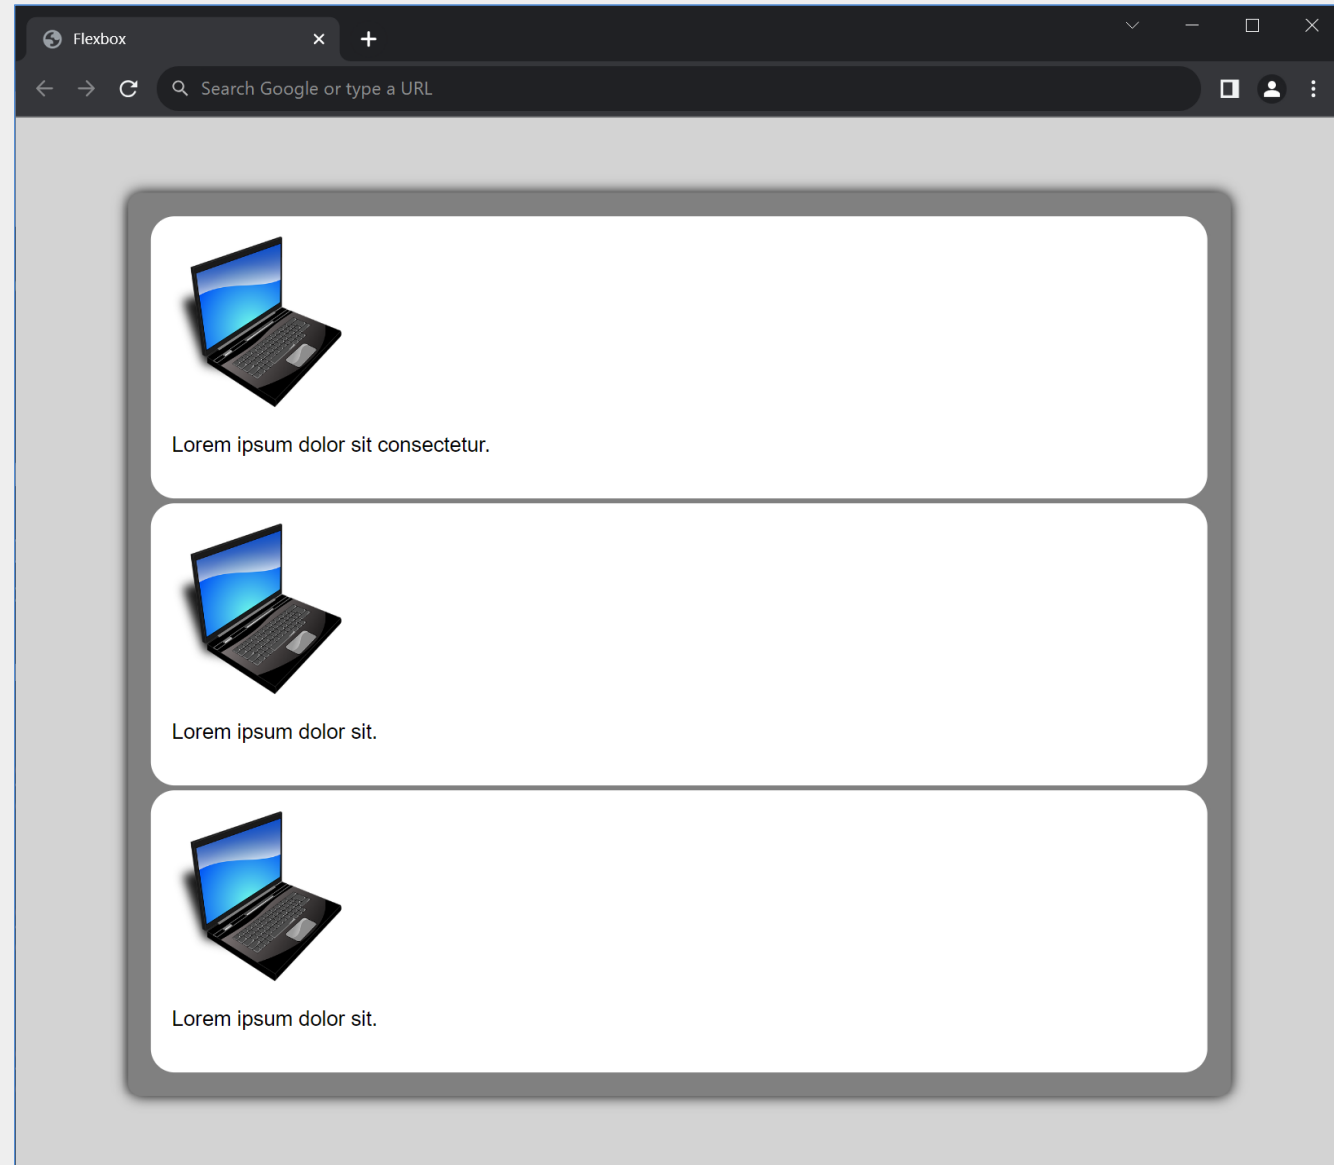 Flexbox
Search Google or type a URL
Lorem ipsum dolor sit consectetur.
Lorem ipsum dolor sit.
Lorem ipsum dolor sit.